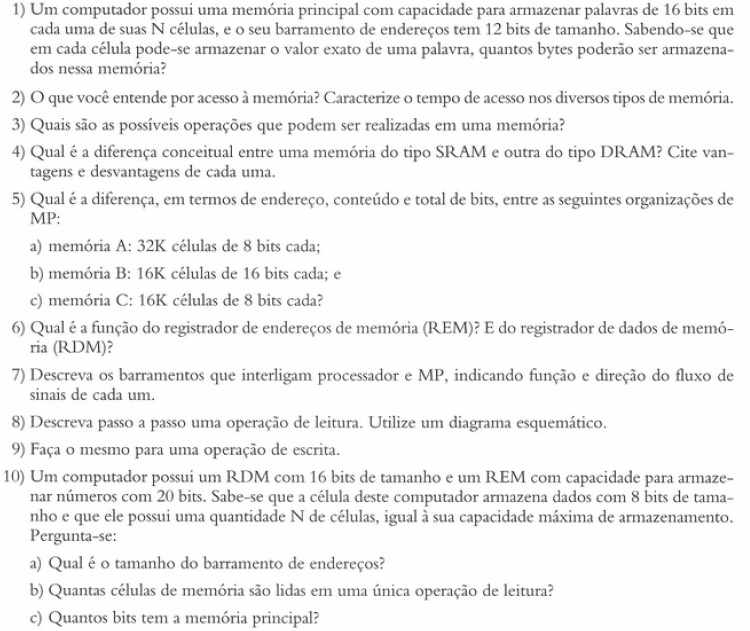 1) Um computador possui uma memória principal com capacidade para armazenar palavras de 16 bits em
cada uma de suas N células, e o seu barramento de endereços tem 12 bits de tamanho. Sabendo-se que
em cada célula pode-se armazenar o valor exato de uma palavra, quantos bytes poderão ser armazena-
dos nessa memória?
2) O que você entende por acesso à memória? Caracterize o tempo de acesso nos diversos tipos de memória.
3) Quais são as possíveis operações que podem ser realizadas em uma memória?
4) Qual é a diferença conceitual entre uma memória do tipo SRAM e outra do tipo DRAM? Cite van-
tagens e desvantagens de cada uma.
5) Qual é a diferença, em termos de endereço, conteúdo e total de bits, entre as seguintes organizações de
MP:
a) memória A: 32K células de 8 bits cada;
b) memória B: 16K células de 16 bits cada; e
c) memória C: 16K células de 8 bits cada?
6) Qual é a função do registrador de endereços de memória (REM)? E do registrador de dados de memó-
ria (RDM)?
7) Descreva os barramentos que interligam processador e MP, indicando função e direção do fluxo de
sinais de cada um.
8) Descreva passo a passo uma operação de leitura. Utilize um diagrama esquemático.
9) Faça o mesmo para uma operação de escrita.
10) Um computador possui um RDM com 16 bits de tamanho e um REM com capacidade para armaze-
nar números com 20 bits. Sabe-se que a célula deste computador armazena dados com 8 bits de tama-
nho e que ele possui uma quantidade N de células, igual à sua capacidade máxima de armazenamento.
Pergunta-se:
a) Qual é o tamanho do barramento de endereços?
b) Quantas células de memória são lidas em uma única operação de leitura?
c) Quantos bits tem a memória principal?